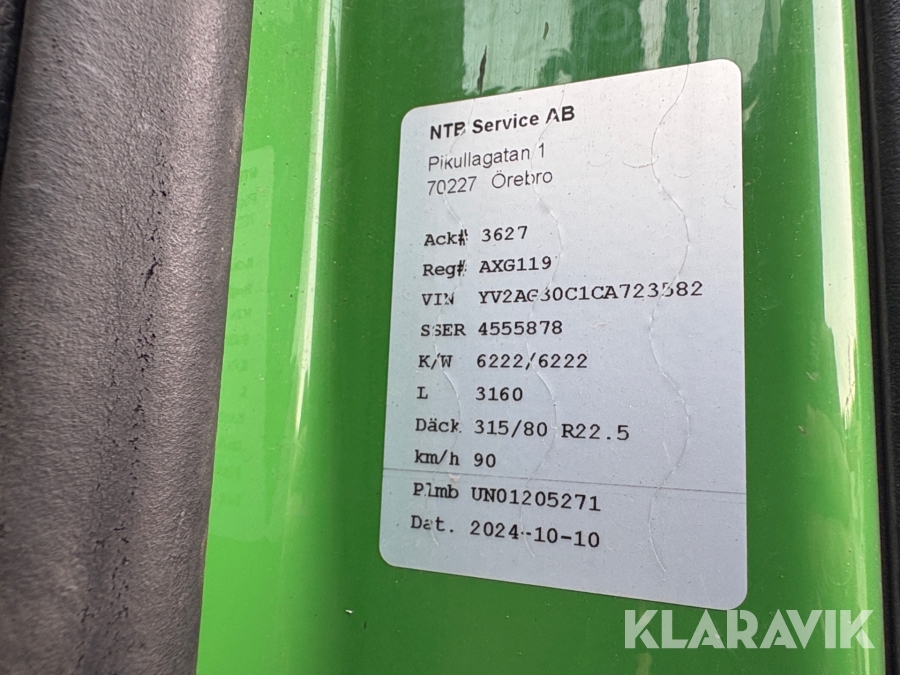 NTB Service AB
Pikullagatan 1
70227 Örebro
Ack# 3627
Reg# AXG119
VIN YV2AG30C1CA723582
SSER 4555878
K/W 6222/6222
L 3160
Däck 315/80 R22.5
km/h 90
Plmb UN01205271
Dat. 2024-10-10
KLARAVIK